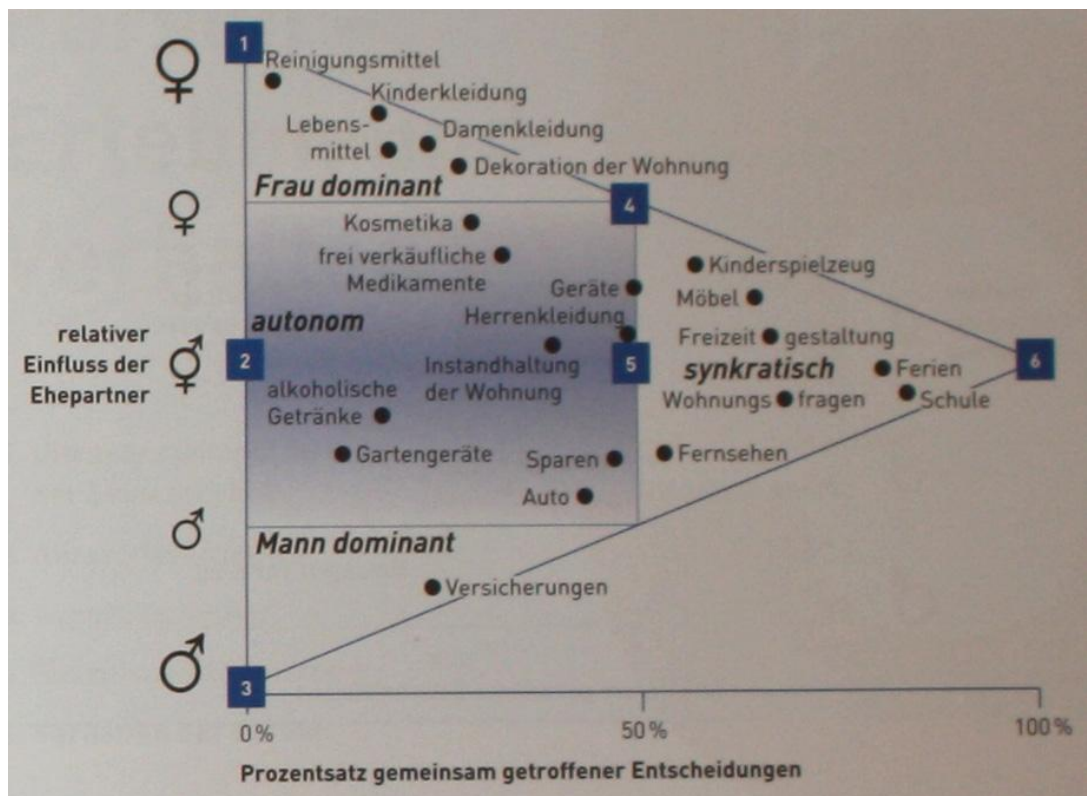 1
Reinigungsmittel
Kinderkleidung
Lebens-
mittel
Damenkleidung
Dekoration der Wohnung
Frau dominant
4
Kosmetika
frei verkäufliche
Medikamente
Kinderspielzeug
Geräte
Möbel
Herrenkleidung
autonom
relativer
Einfluss der
Ehepartner
2
Instandhaltung
der Wohnung
5
Freizeit gestaltung
synkratisch
Ferien
6
alkoholische
Getränke
Wohnungs fragen
Schule
Gartengeräte
Sparen
Fernsehen
Auto
Mann dominant
Versicherungen
3
0 %
50 %
100 %
Prozentsatz gemeinsam getroffener Entscheidungen